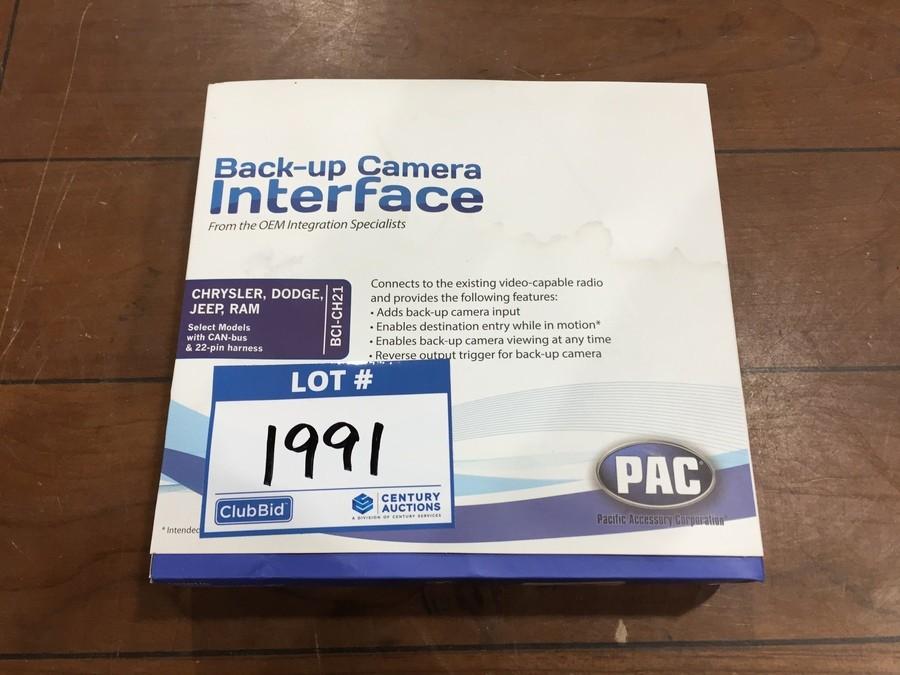 Back-up Camera
Interface
From the OEM Integration Specialists
CHRYSLER, DODGE,
JEEP, RAM
Select Models
with CAN-bus
& 22-pin harness
BCI-CH21
Connects to the existing video-capable radio
and provides the following features:
• Adds back-up camera input
• Enables destination entry while in motion*
• Enables back-up camera viewing at any time
• Reverse output trigger for back-up camera
LOT #
1991
ClubBid
CENTURY
AUCTIONS
A DIVISION OF CENTURY SERVICES
* Intended
PAC
Pacific Accessory Corporation